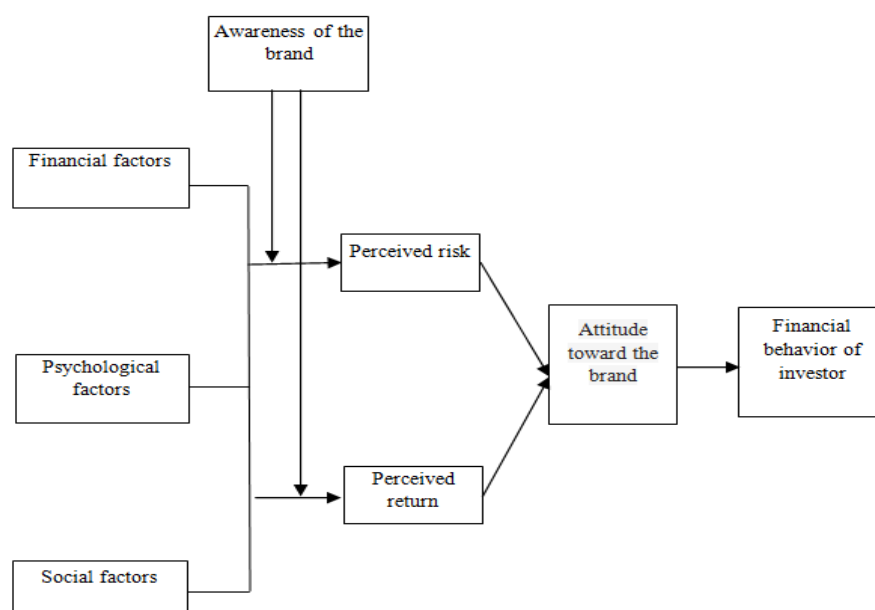 Awareness of the
brand
Financial factors
Perceived risk
Psychological
factors
Attitude
toward the
brand
Financial
behavior of
investor
Perceived
return
Social factors